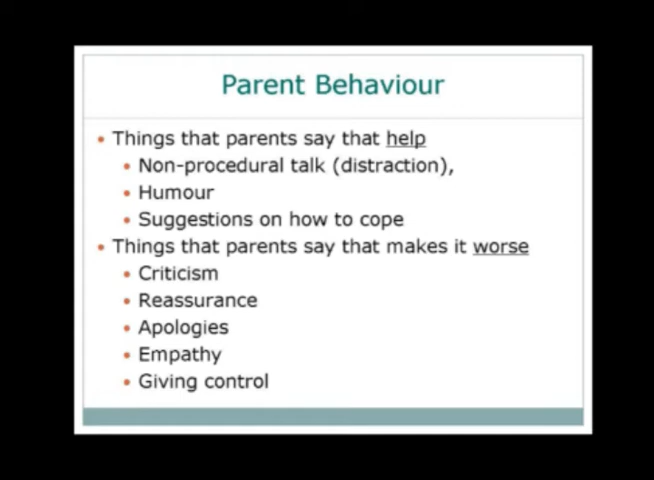 Parent Behaviour
• Things that parents say that help
• Non-procedural talk (distraction),
• Humour
• Suggestions on how to cope
• Things that parents say that makes it worse
• Criticism
• Reassurance
• Apologies
• Empathy
• Giving control